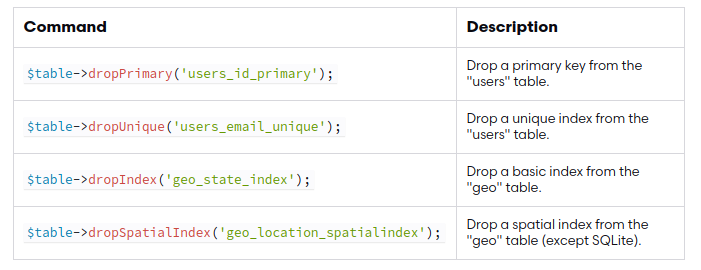 Command Description
$table->dropPrimary('users_id_primary'); Drop a primary key from the
"users" table.
$table->dropUnique('users_email_unique'); Drop a unique index from the
"users" table.
$table->dropIndex('geo_state_index'); Drop a basic index from the
"geo" table.
$table->dropSpatialIndex('geo_location_spatialindex'); Drop a spatial index from the
"geo" table (except SQLite).